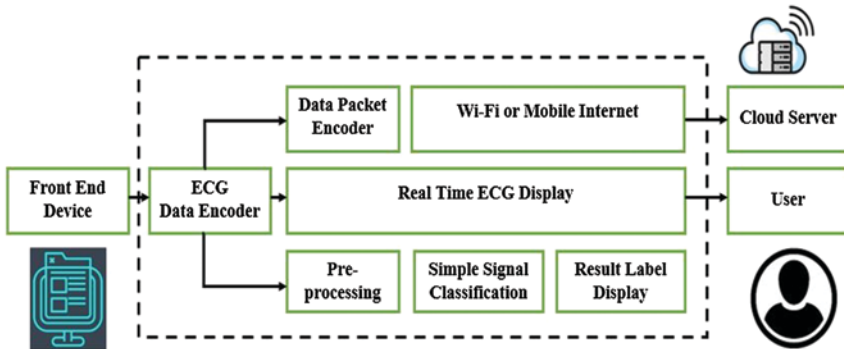 Data Packet
Encoder
Wi-Fi or Mobile Internet
Cloud Server
Front End
Device
ECG
Data Encoder
Real Time ECG Display
User
Pre-
processing
Simple Signal
Classification
Result Label
Display